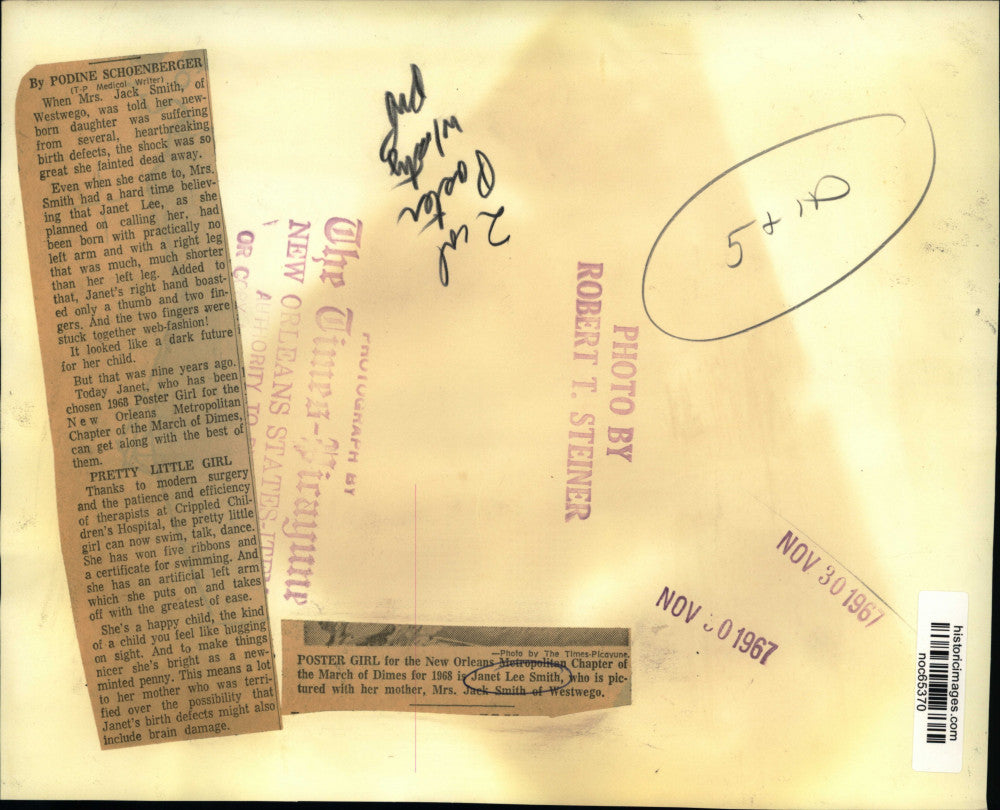 By PODINE SCHOENBERGER
(T-P Medical Writer)
When Mrs. Jack Smith, of
Westwego, was told her new-
born daughter was suffering
from several, heartbreaking
birth defects, the shock was so
great she fainted dead away.
Even when she came to, Mrs.
Smith had a hard time believ-
ing that Janet Lee, as she
planned on calling her, had
been born with practically no
left arm and with a right leg
that was much, much shorter
than her left leg. Added to
that, Janet's right hand boast-
ed only a thumb and two fin-
gers. And the two fingers were
stuck together web-fashion!
It looked like a dark future
for her child.
But that was nine years ago.
Today Janet, who has been
chosen 1968 Poster Girl for the
New Orleans Metropolitan
Chapter of the March of Dimes,
can get along with the best of
them.
PRETTY LITTLE GIRL
Thanks to modern surgery
and the patience and efficiency
of therapists at Crippled Chil-
dren's Hospital, the pretty little
girl can now swim, talk, dance.
She has won five ribbons and
a certificate for swimming. And
she has an artificial left arm
which she puts on and takes
off with the greatest of ease.
She's a happy child, the kind
of a child you feel like hugging
on sight. And to make things
nicer she's bright as a new-
minted penny. This means a lot
to her mother who was terri-
fied over the possibility that
Janet's birth defects might also
include brain damage.
PHOTOGRAPH BY
The Times-Picayune
NEW ORLEANS STATES-ITEM
AUTHORITY TO
OR
PHOTO BY
ROBERT T. STEINER
NOV 30 1967
NOV 30 1967
—Photo by The Times-Picayune.
POSTER GIRL for the New Orleans Metropolitan Chapter of
the March of Dimes for 1968 is Janet Lee Smith, who is pic-
tured with her mother, Mrs. Jack Smith of Westwego.
historicimages.com
noo65370